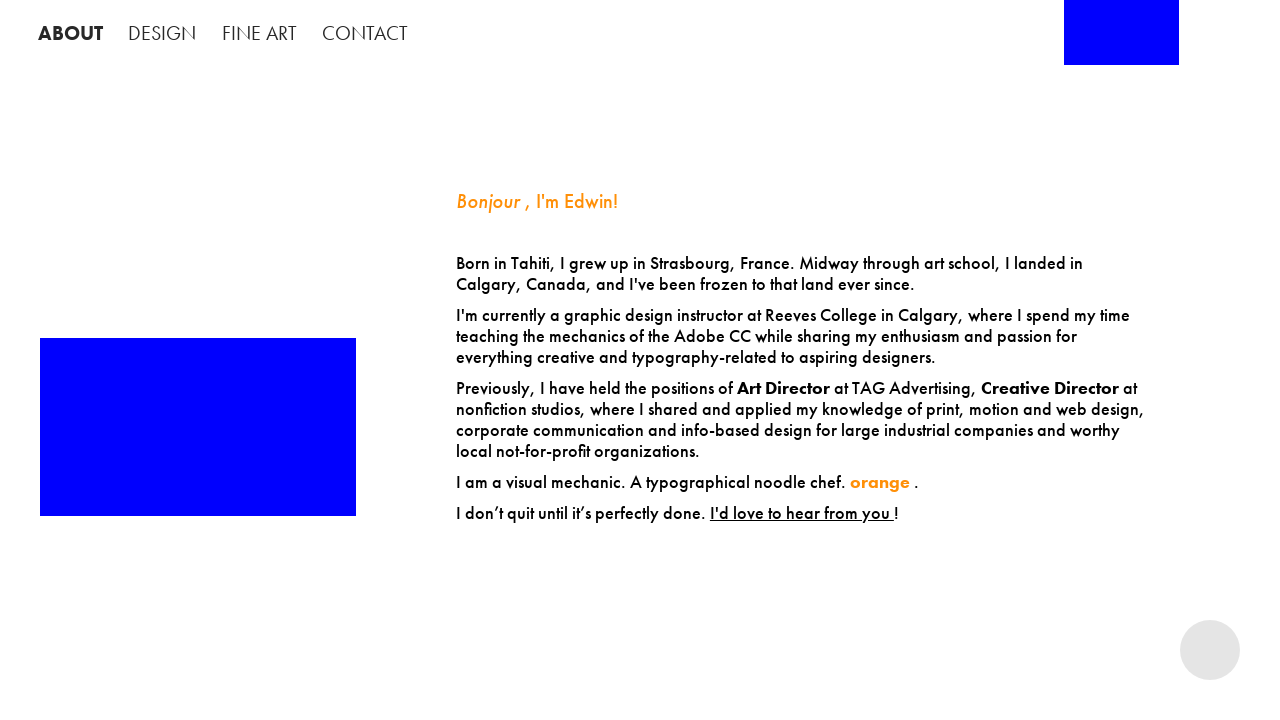 ABOUT DESIGN FINE ART CONTACT
Bonjour , I'm Edwin!
Born in Tahiti, I grew up in Strasbourg, France. Midway through art school, I landed in
Calgary, Canada, and I've been frozen to that land ever since.
I'm currently a graphic design instructor at Reeves College in Calgary, where I spend my time
teaching the mechanics of the Adobe CC while sharing my enthusiasm and passion for
everything creative and typography-related to aspiring designers.
Previously, I have held the positions of Art Director at TAG Advertising, Creative Director at
nonfiction studios, where I shared and applied my knowledge of print, motion and web design,
corporate communication and info-based design for large industrial companies and worthy
local not-for-profit organizations.
I am a visual mechanic. A typographical noodle chef. orange .
I don’t quit until it’s perfectly done. I'd love to hear from you !